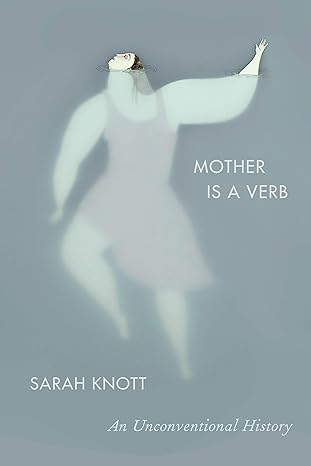 MOTHER
IS A VERB
SARAH KNOTT
An Unconventional History